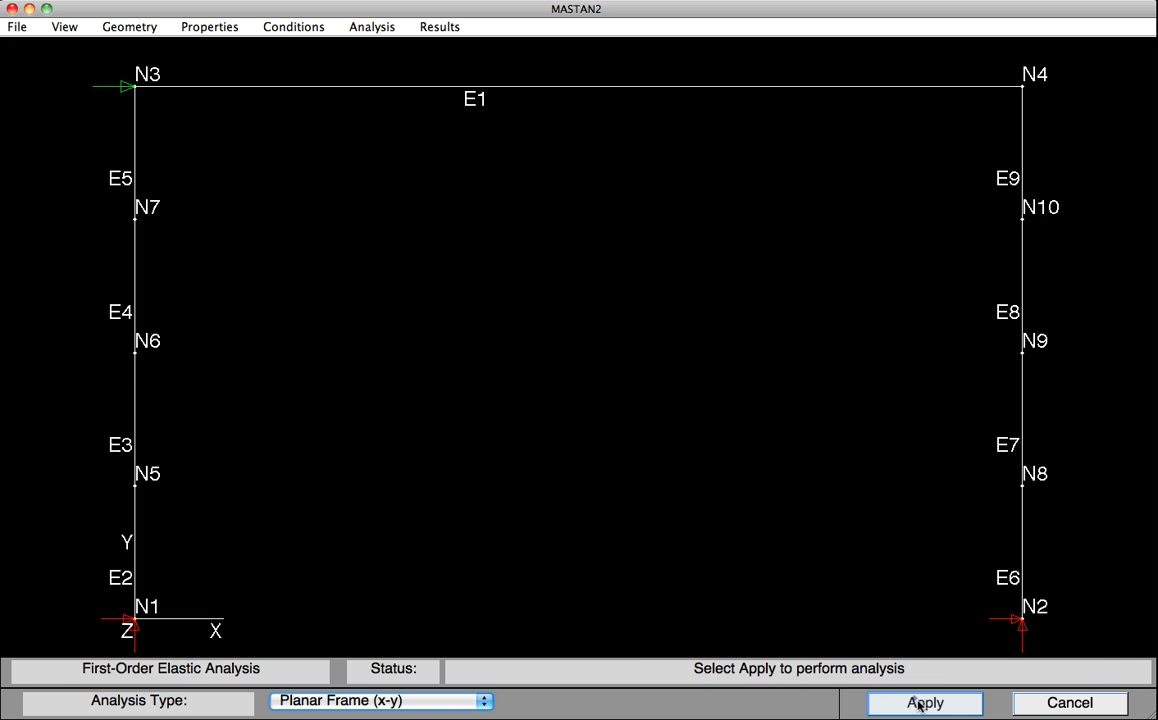 MASTAN2
File View Geometry Properties Conditions Analysis Results
N3 N4
E1
E5 E9
N7 N10
E4 E8
N6 N9
E3 E7
N5 N8
Y
E2 E6
N1 N2
Z X
First-Order Elastic Analysis Status: Select Apply to perform analysis
Analysis Type: Planar Frame (x-y) Apply Cancel